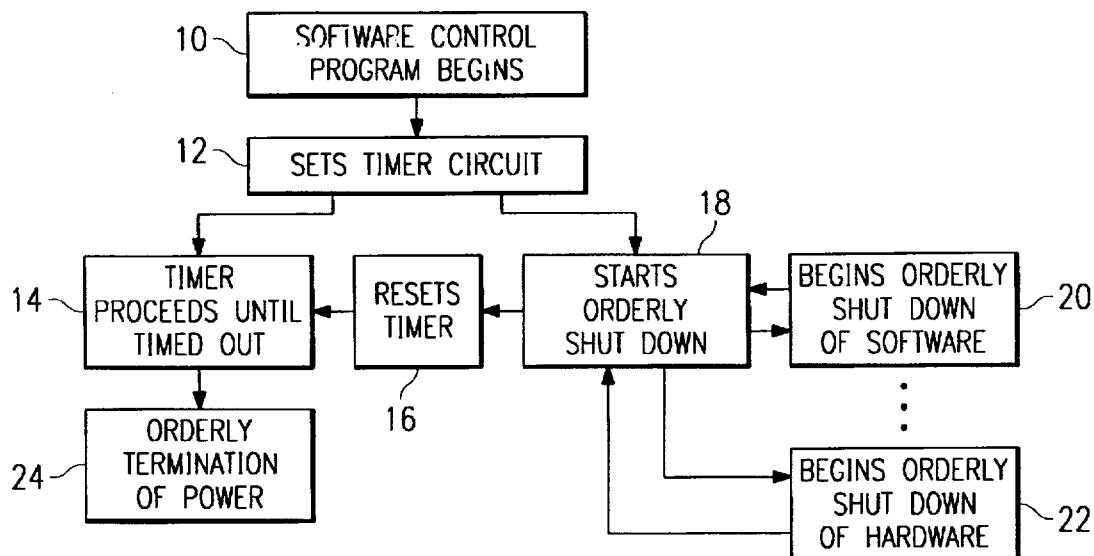 10
SOFTWARE CONTROL
PROGRAM BEGINS
12
SETS TIMER CIRCUIT
18
14
TIMER
PROCEEDS UNTIL
TIMED OUT
RESETS
TIMER
16
STARTS
ORDERLY
SHUT DOWN
BEGINS ORDERLY
SHUT DOWN
OF SOFTWARE
20
24
ORDERLY
TERMINATION
OF POWER
BEGINS ORDERLY
SHUT DOWN
OF HARDWARE
22